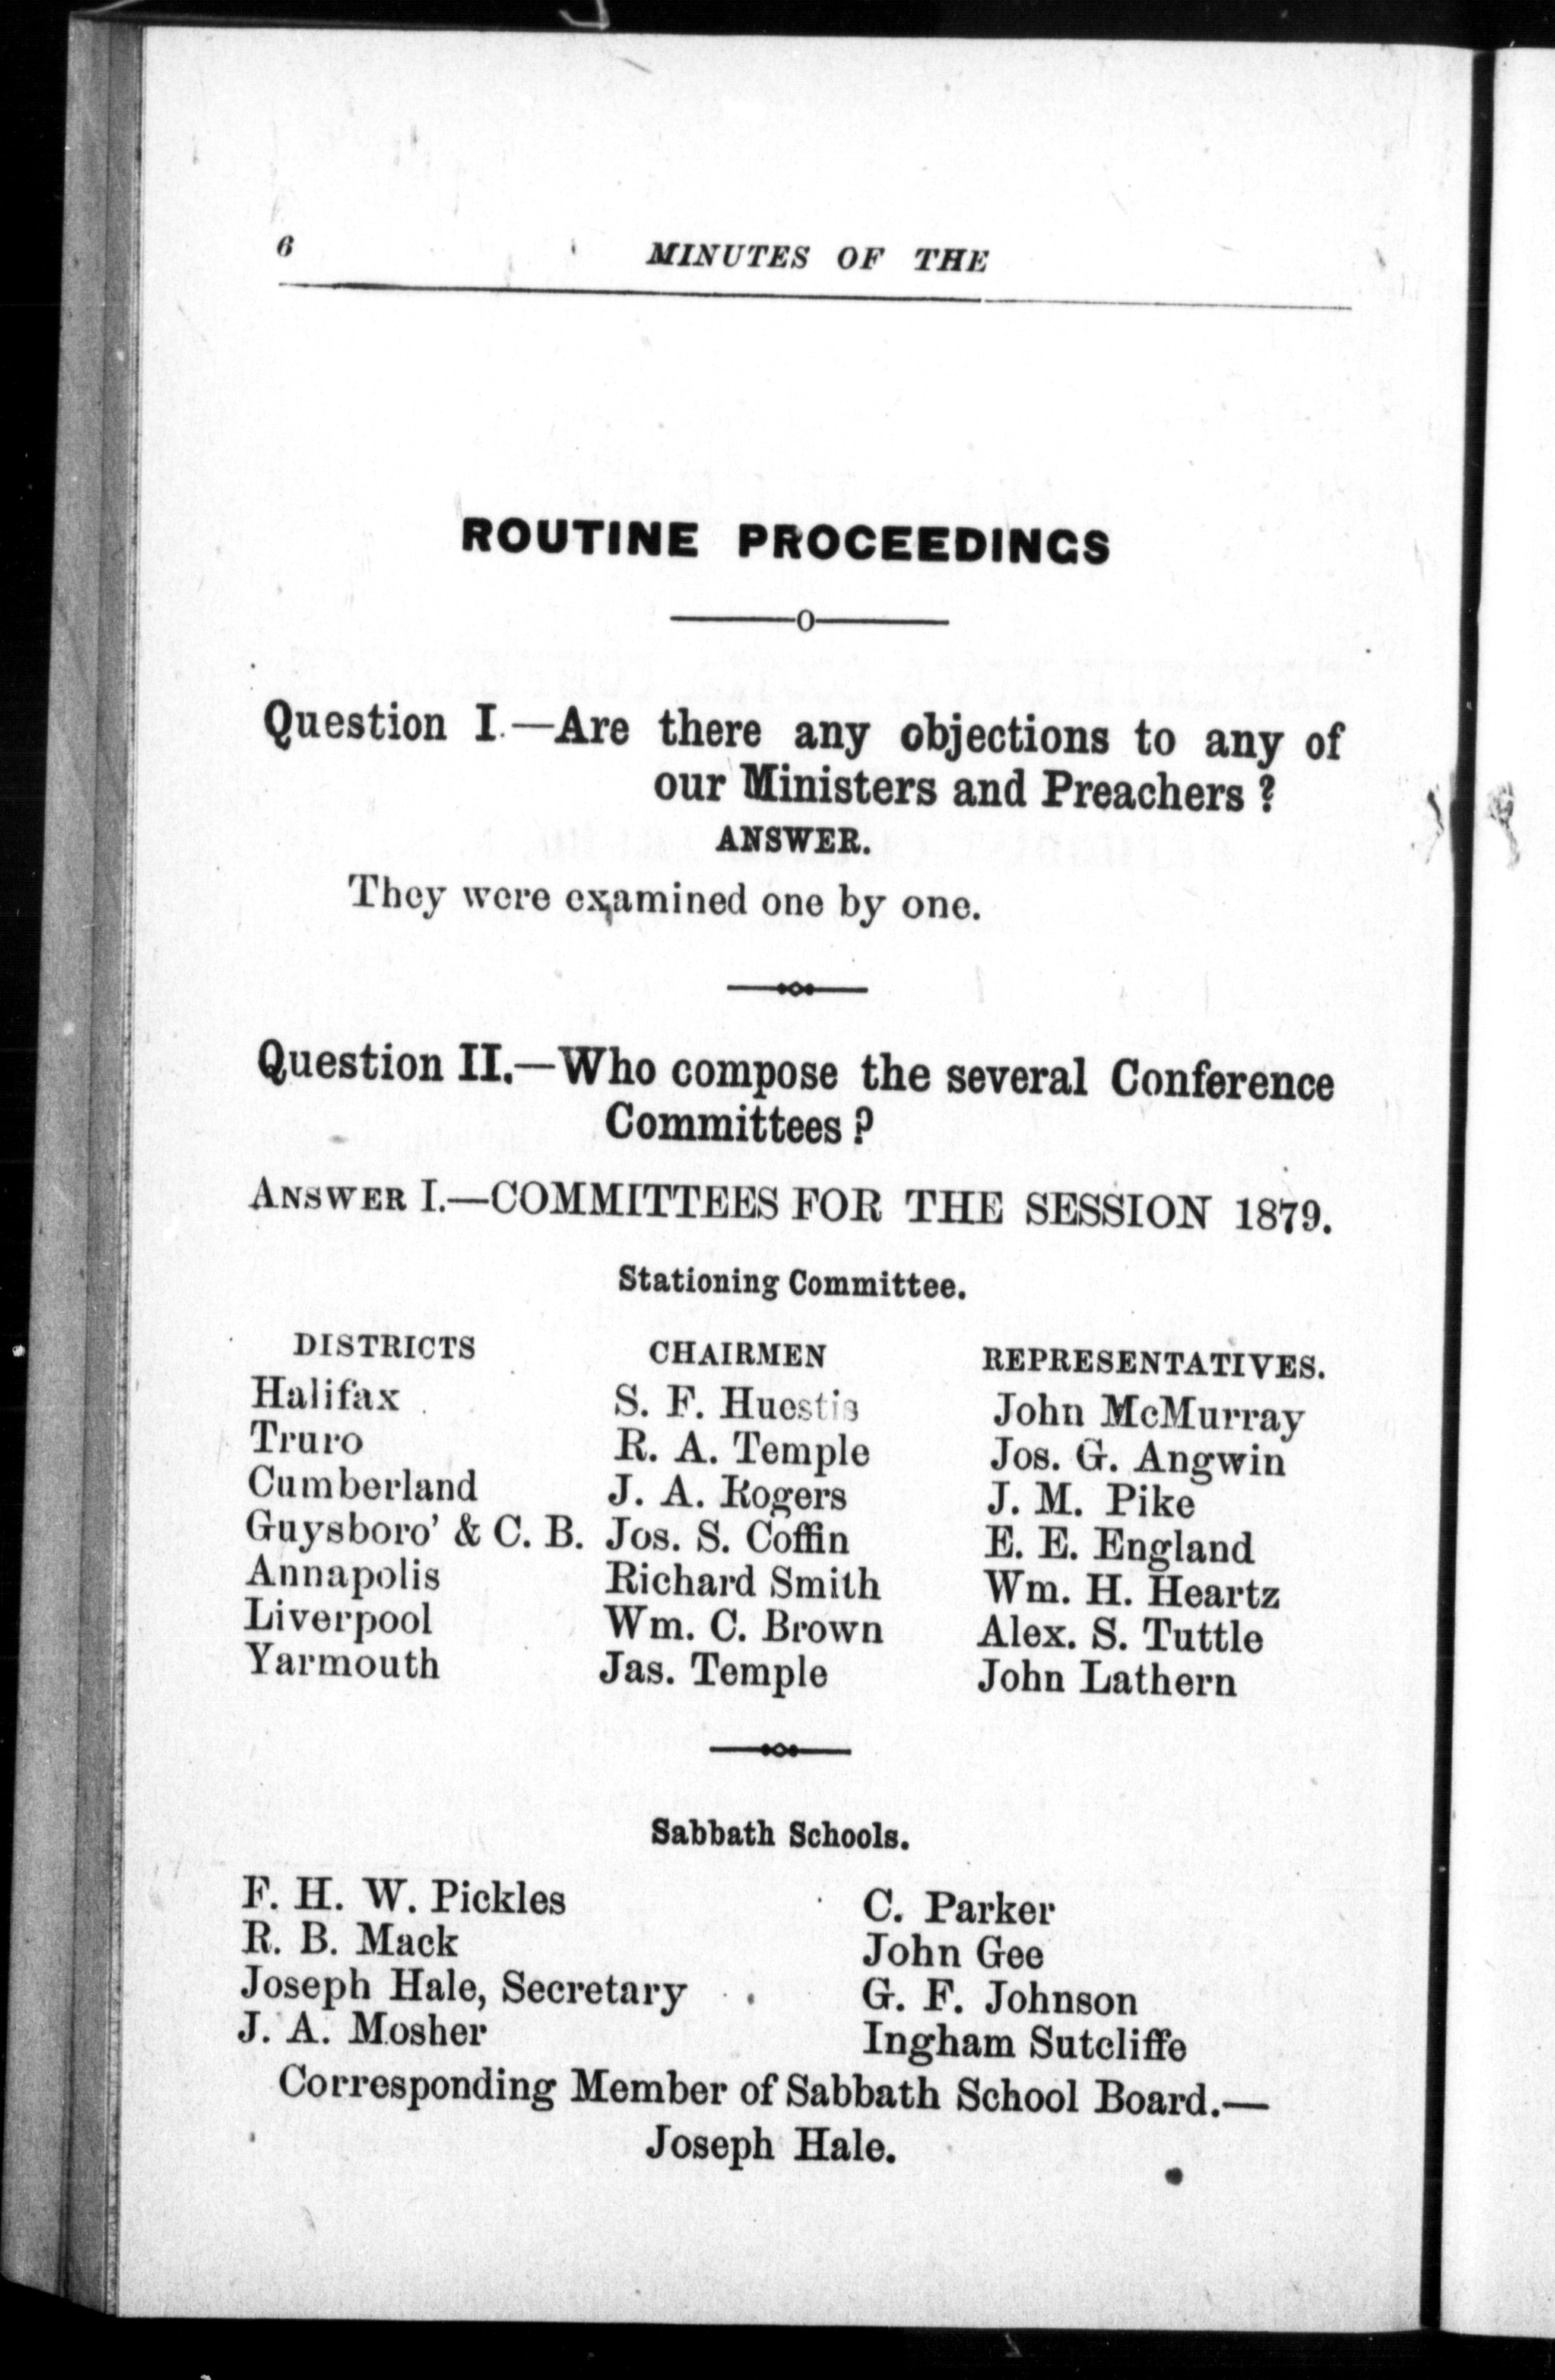 6 MINUTES OF THE
ROUTINE PROCEEDINGS
Question I.—Are there any objections to any of
our Ministers and Preachers ?
ANSWER.
They were examined one by one.
Question II.—Who compose the several Conference
Committees ?
ANSWER I.—COMMITTEES FOR THE SESSION 1879.
Stationing Committee.
DISTRICTS CHAIRMEN REPRESENTATIVES.
Halifax S. F. Huestis John McMurray
Truro R. A. Temple Jos. G. Angwin
Cumberland J. A. Rogers J. M. Pike
Guysboro' & C. B. Jos. S. Coffin E. E. England
Annapolis Richard Smith Wm. H. Heartz
Liverpool Wm. C. Brown Alex. S. Tuttle
Yarmouth Jas. Temple John Lathern
Sabbath Schools.
F. H. W. Pickles C. Parker
R. B. Mack John Gee
Joseph Hale, Secretary G. F. Johnson
J. A. Mosher Ingham Sutcliffe
Corresponding Member of Sabbath School Board.—
Joseph Hale.